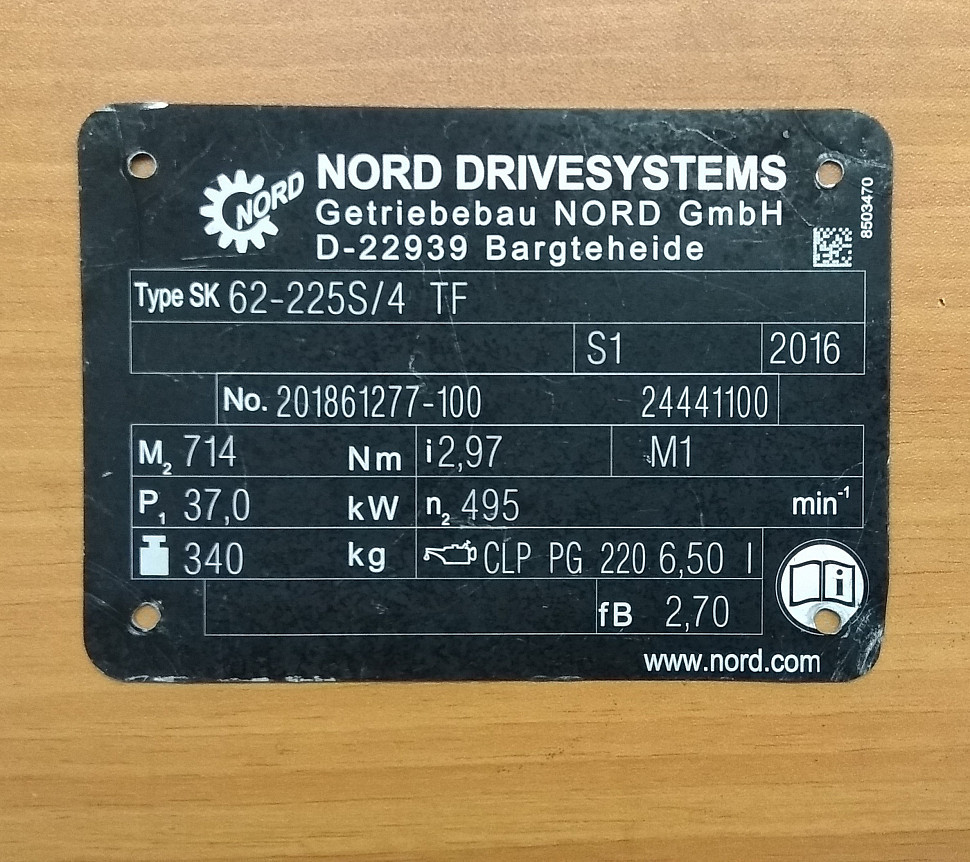 NORD
NORD DRIVESYSTEMS
Getriebebau NORD GmbH
D-22939 Bargteheide
8503470
Type SK 62-225S/4 TF
S1 2016
No. 201861277-100 24441100
M2 714 Nm i 2,97 M1
P1 37,0 kW n2 495 min-1
340 kg CLP PG 220 6,50 l
i
fB 2,70
www.nord.com